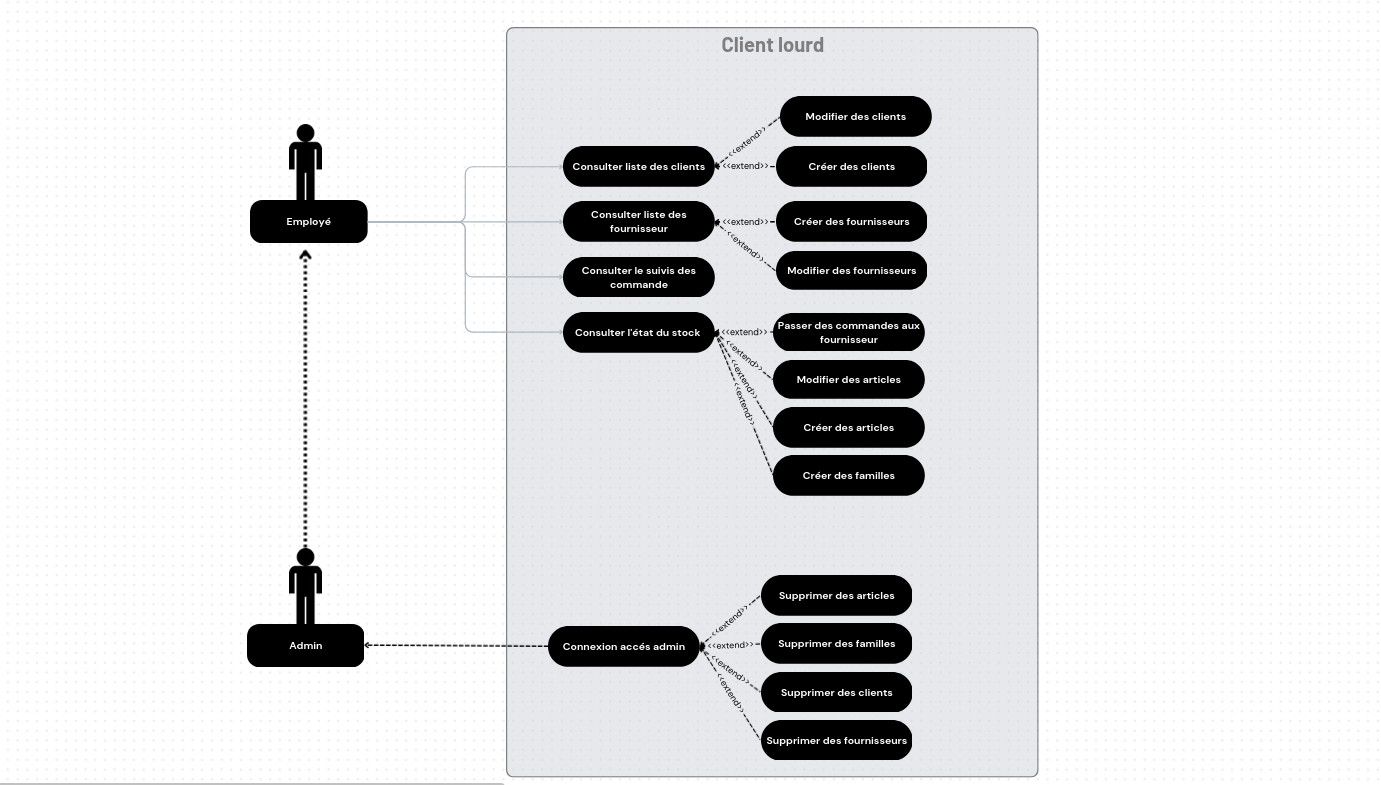 Client lourd
Modifier des clients
Consulter liste des clients
<<extend>>
<<extend>>
Créer des clients
Employé
Consulter liste des
fournisseur
<<extend>>
Créer des fournisseurs
<<extend>>
Modifier des fournisseurs
Consulter le suivis des
commande
Consulter l'état du stock
<<extend>>
Passer des commandes aux
fournisseur
<<extend>>
Modifier des articles
<<extend>>
Créer des articles
<<extend>>
Créer des familles
Admin
Connexion accés admin
<<extend>>
Supprimer des articles
<<extend>>
Supprimer des familles
<<extend>>
Supprimer des clients
<<extend>>
Supprimer des fournisseurs